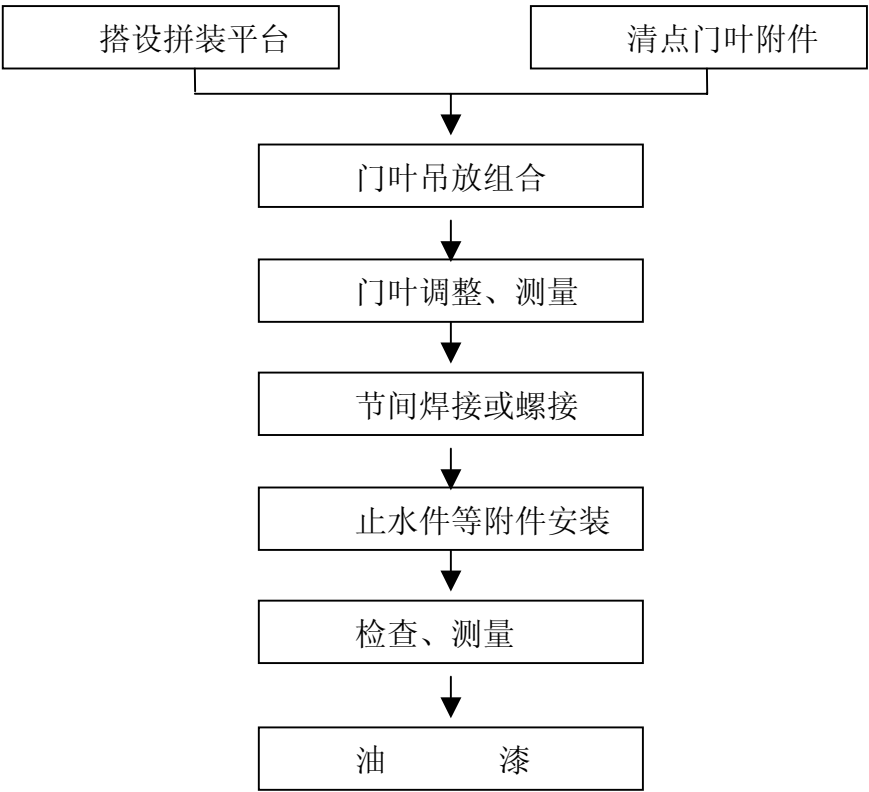 搭设拼装平台
清点门叶附件
门叶吊放组合
门叶调整、测量
节间焊接或螺接
止水件等附件安装
检查、测量
油 漆